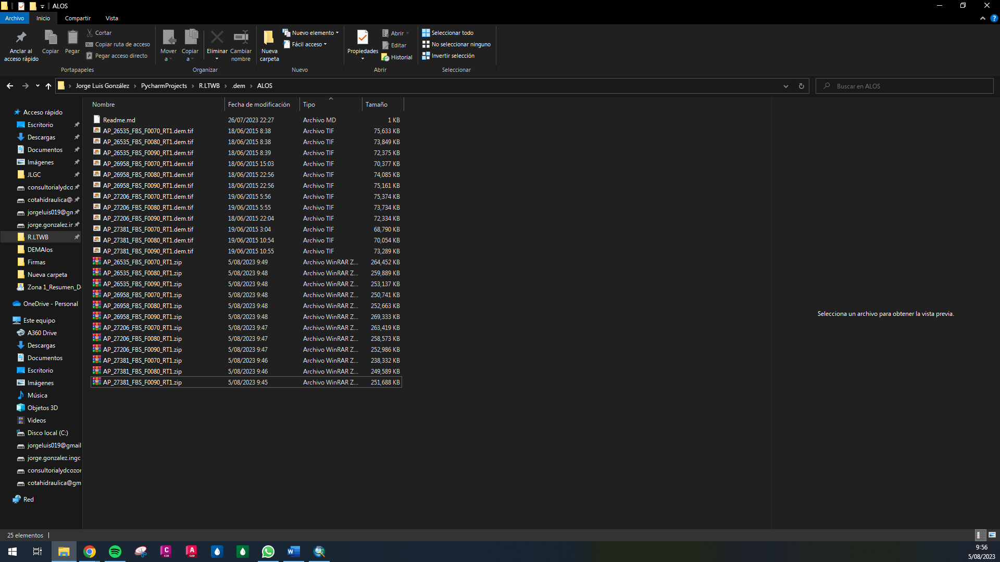 ALOS
Archivo Inicio Compartir Vista
Anclar al acceso rápido
Copiar
Pegar
Cortar
Copiar ruta de acceso
Pegar acceso directo
Portapapeles
Mover a
Copiar a
Eliminar
Cambiar nombre
Organizar
Nueva carpeta
Nuevo elemento
Fácil acceso
Nuevo
Propiedades
Abrir
Editar
Historial
Abrir
Seleccionar todo
No seleccionar ninguno
Invertir selección
Seleccionar
Jorge Luis González › PycharmProjects › R.LTWB › .dem › ALOS
Buscar en ALOS
Acceso rápido
Escritorio
Descargas
Documentos
Imágenes
JLGC
consultorialydco
cotahidraulica@
jorgeluis019@gn
jorge.gonzalez.ir
R.LTWB
DEMAlos
Firmas
Nueva carpeta
Zona 1_Resumen_D
OneDrive - Personal
Este equipo
A360 Drive
Descargas
Documentos
Escritorio
Imágenes
Música
Objetos 3D
Videos
Disco local (C:)
jorgeluis019@gmail
jorge.gonzalez.ingc
consultorialydcozor
cotahidraulica@gm
Red
Nombre Fecha de modificación Tipo Tamaño
Readme.md 26/07/2023 22:27 Archivo MD 1 KB
AP_26535_FBS_F0070_RT1.dem.tif 18/06/2015 8:38 Archivo TIF 75,633 KB
AP_26535_FBS_F0080_RT1.dem.tif 18/06/2015 8:38 Archivo TIF 73,849 KB
AP_26535_FBS_F0090_RT1.dem.tif 18/06/2015 8:39 Archivo TIF 72,375 KB
AP_26958_FBS_F0070_RT1.dem.tif 18/06/2015 15:03 Archivo TIF 70,377 KB
AP_26958_FBS_F0080_RT1.dem.tif 18/06/2015 22:56 Archivo TIF 74,085 KB
AP_26958_FBS_F0090_RT1.dem.tif 18/06/2015 22:56 Archivo TIF 75,161 KB
AP_27206_FBS_F0070_RT1.dem.tif 19/06/2015 5:56 Archivo TIF 75,374 KB
AP_27206_FBS_F0080_RT1.dem.tif 19/06/2015 5:55 Archivo TIF 73,734 KB
AP_27206_FBS_F0090_RT1.dem.tif 18/06/2015 22:04 Archivo TIF 72,334 KB
AP_27381_FBS_F0070_RT1.dem.tif 19/06/2015 3:04 Archivo TIF 68,790 KB
AP_27381_FBS_F0080_RT1.dem.tif 19/06/2015 10:54 Archivo TIF 70,054 KB
AP_27381_FBS_F0090_RT1.dem.tif 19/06/2015 10:55 Archivo TIF 73,289 KB
AP_26535_FBS_F0070_RT1.zip 5/08/2023 9:49 Archivo WinRAR Z... 264,452 KB
AP_26535_FBS_F0080_RT1.zip 5/08/2023 9:48 Archivo WinRAR Z... 259,889 KB
AP_26535_FBS_F0090_RT1.zip 5/08/2023 9:48 Archivo WinRAR Z... 253,137 KB
AP_26958_FBS_F0070_RT1.zip 5/08/2023 9:48 Archivo WinRAR Z... 250,741 KB
AP_26958_FBS_F0080_RT1.zip 5/08/2023 9:48 Archivo WinRAR Z... 252,663 KB
AP_26958_FBS_F0090_RT1.zip 5/08/2023 9:48 Archivo WinRAR Z... 269,333 KB
AP_27206_FBS_F0070_RT1.zip 5/08/2023 9:47 Archivo WinRAR Z... 263,419 KB
AP_27206_FBS_F0080_RT1.zip 5/08/2023 9:47 Archivo WinRAR Z... 258,573 KB
AP_27206_FBS_F0090_RT1.zip 5/08/2023 9:47 Archivo WinRAR Z... 252,986 KB
AP_27381_FBS_F0070_RT1.zip 5/08/2023 9:46 Archivo WinRAR Z... 238,332 KB
AP_27381_FBS_F0080_RT1.zip 5/08/2023 9:46 Archivo WinRAR Z... 249,589 KB
AP_27381_FBS_F0090_RT1.zip 5/08/2023 9:45 Archivo WinRAR Z... 251,688 KB
Selecciona un archivo para obtener la vista previa.
25 elementos
9:56
5/08/2023